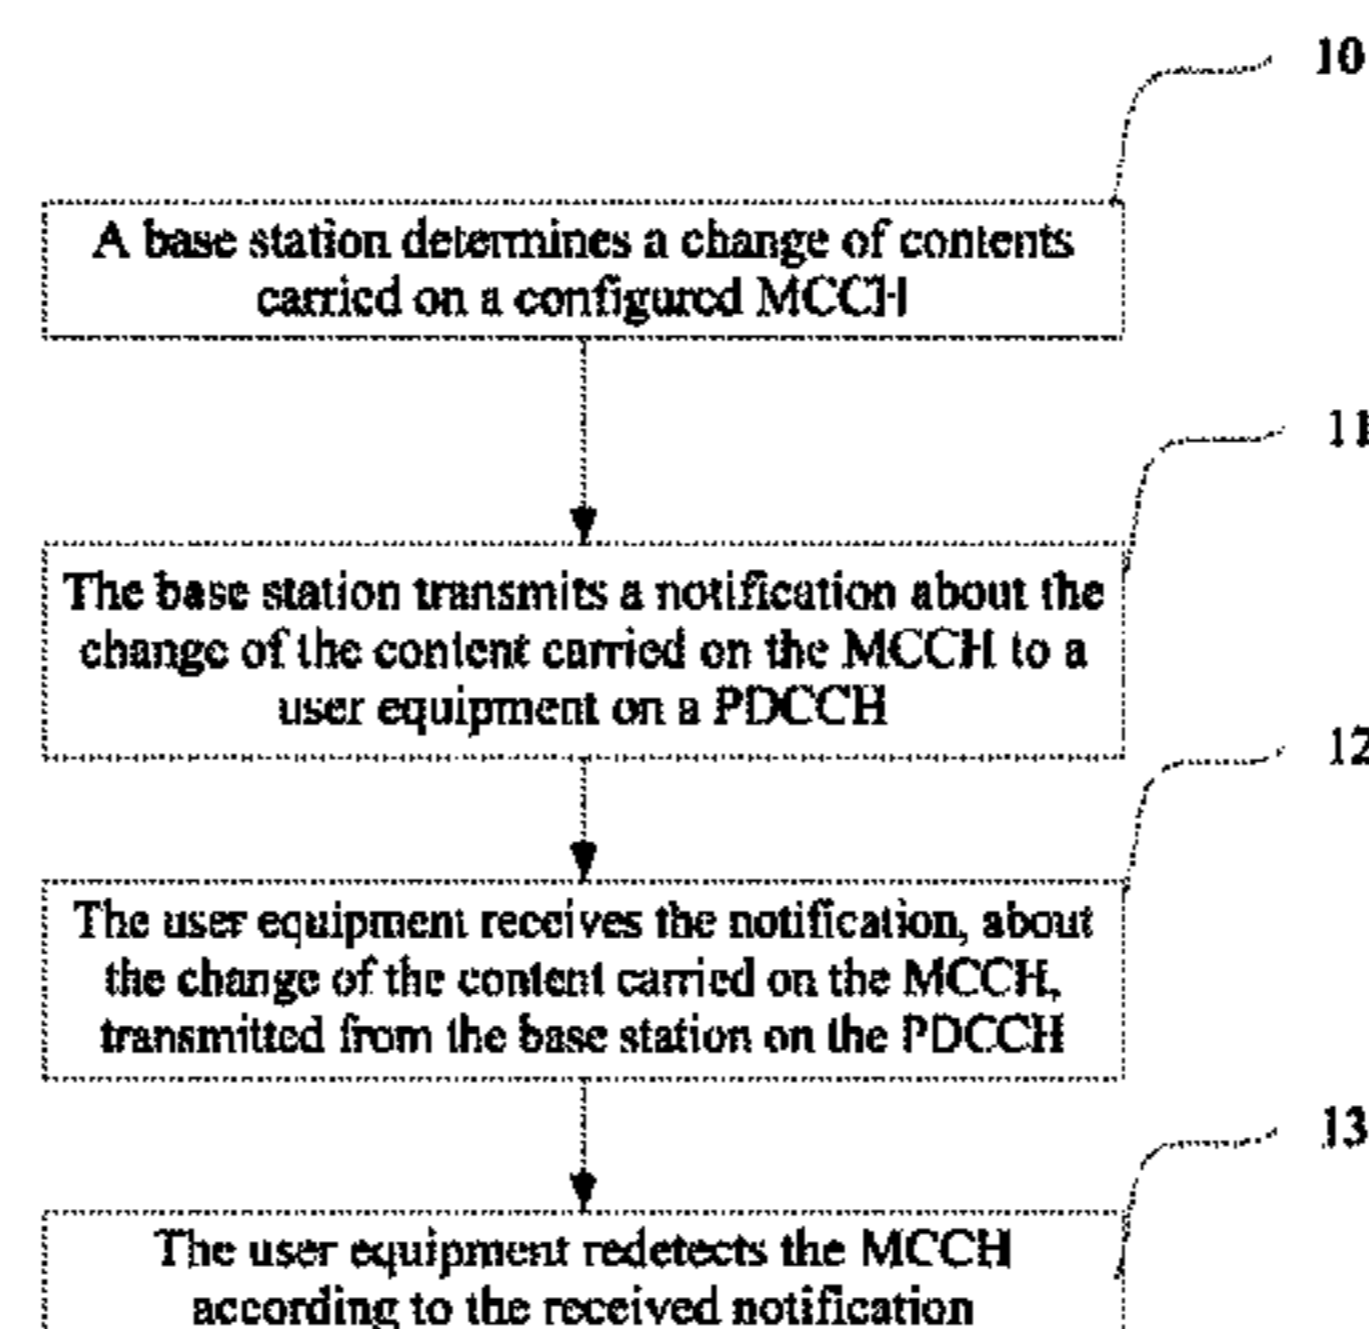 10
A base station determines a change of contents
carried on a configured MCCH
11
The base station transmits a notification about the
change of the content carried on the MCCH to a
user equipment on a PDCCH
12
The user equipment receives the notification, about
the change of the content carried on the MCCH,
transmitted from the base station on the PDCCH
13
The user equipment redetects the MCCH
according to the received notification